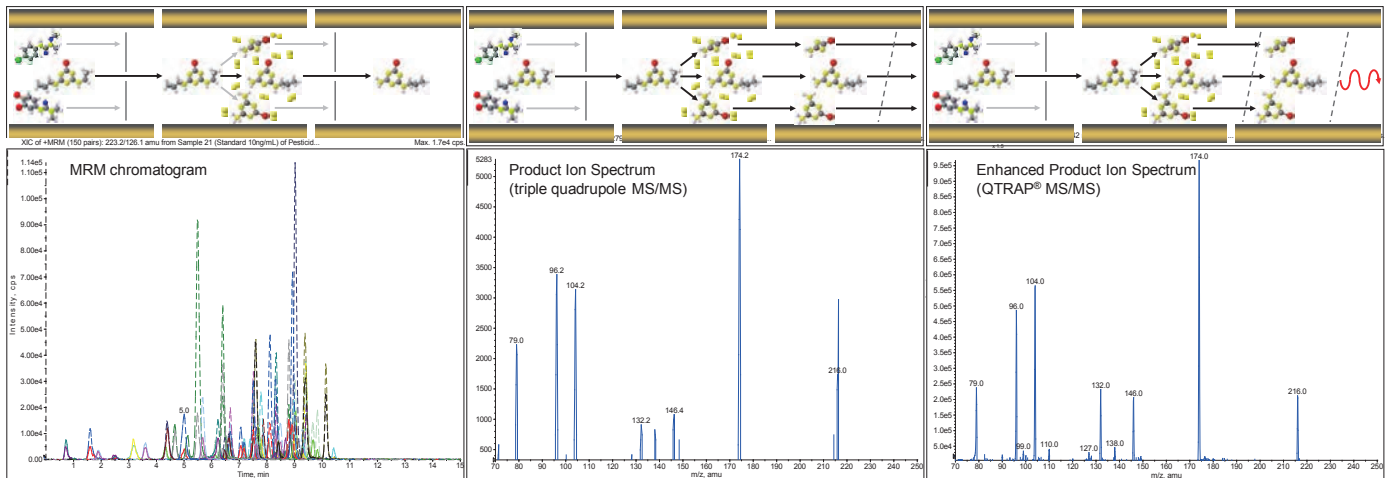 XIC of +MRM (150 pairs): 223.2/126.1 amu from Sample 21 (Standard 10ng/mL) of Pesticid...
Max. 1.7e4 cps.
MRM chromatogram
Intensity, cps
1.14e5
1.00e5
9.00e4
8.00e4
7.00e4
6.00e4
5.00e4
4.00e4
3.00e4
2.00e4
1.00e4
0.00
5.0
1 2 3 4 5 6 7 8 9 10 11 12 13 14 15
Time, min
Product Ion Spectrum
(triple quadrupole MS/MS)
5283
5000
4500
4000
3500
3000
2500
2000
1500
1000
500
174.2
96.2
104.2
79.0
216.0
146.4
132.2
70 80 90 100 110 120 130 140 150 160 170 180 190 200 210 220 230 240 250
m/z, amu
Enhanced Product Ion Spectrum
(QTRAP® MS/MS)
9.5e5
9.0e5
8.5e5
8.0e5
7.5e5
7.0e5
6.5e5
6.0e5
5.5e5
5.0e5
4.5e5
4.0e5
3.5e5
3.0e5
2.5e5
2.0e5
1.5e5
1.0e5
5.0e4
174.0
104.0
96.0
79.0
132.0
146.0
216.0
99.0
110.0
127.0
138.0
70 80 90 100 110 120 130 140 150 160 170 180 190 200 210 220 230 240 250
m/z, amu